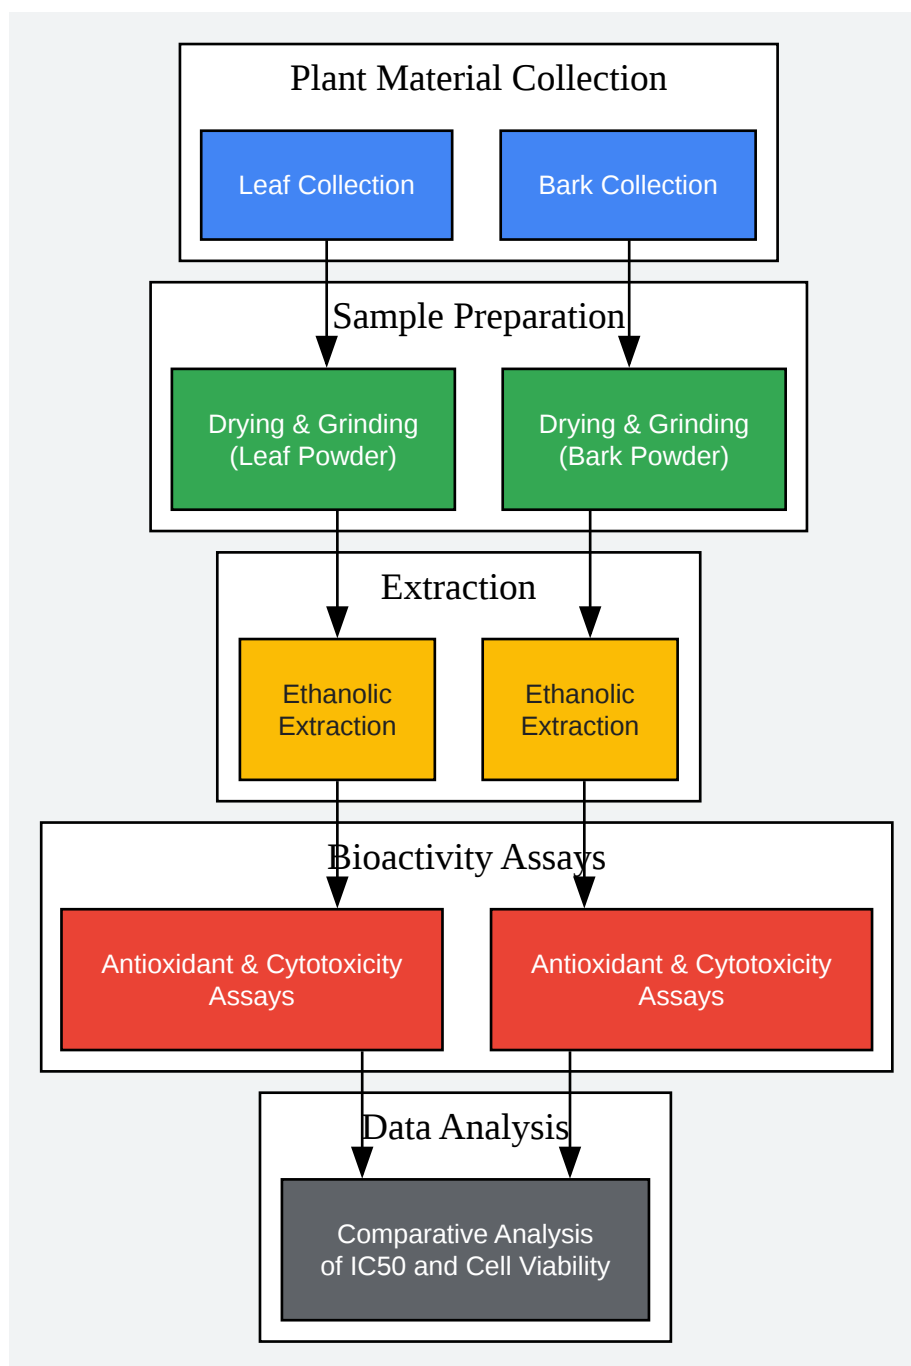 Plant Material Collection
Leaf Collection
Bark Collection
Sample Preparation
Drying & Grinding
(Leaf Powder)
Drying & Grinding
(Bark Powder)
Extraction
Ethanolic
Extraction
Ethanolic
Extraction
Bioactivity Assays
Antioxidant & Cytotoxicity
Assays
Antioxidant & Cytotoxicity
Assays
Data Analysis
Comparative Analysis
of IC50 and Cell Viability